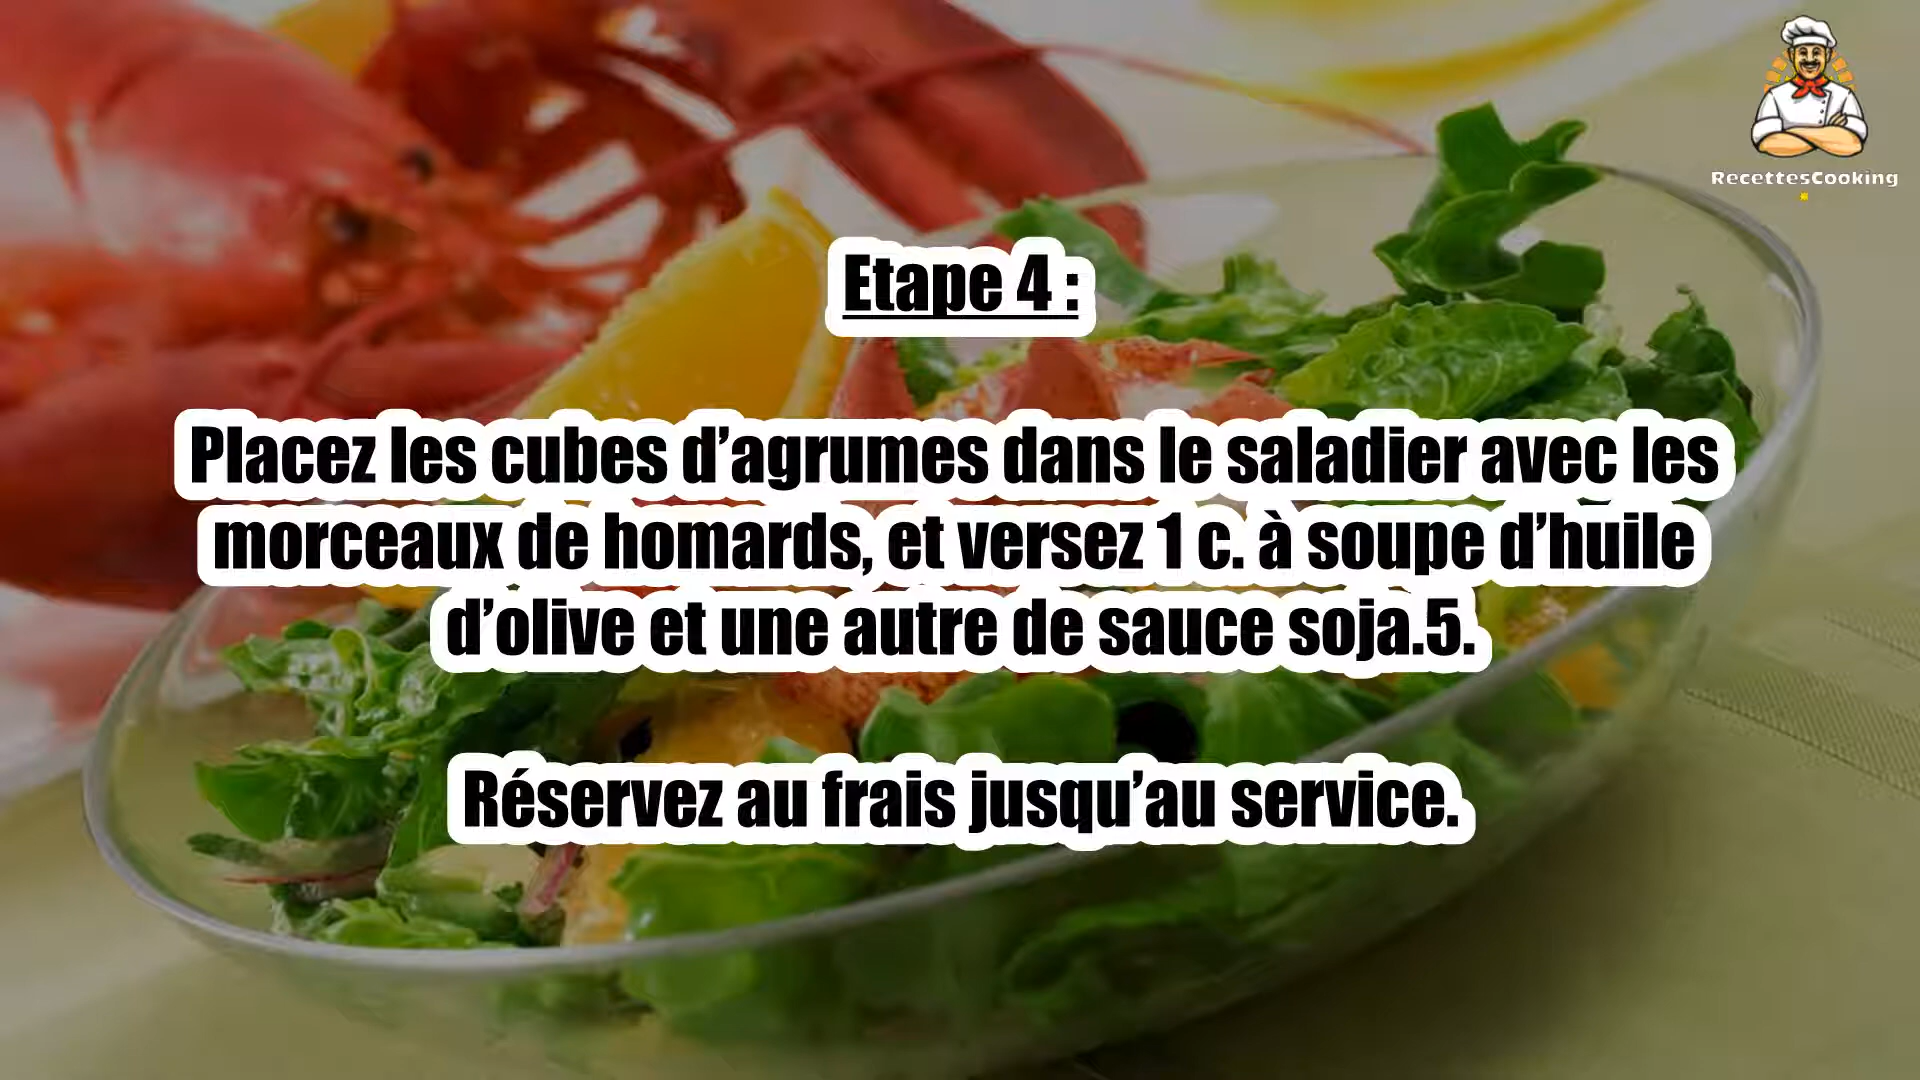 RecettesCooking
Etape 4 :
Placez les cubes d’agrumes dans le saladier avec les
morceaux de homards, et versez 1 c. à soupe d’huile
d’olive et une autre de sauce soja.5.
Réservez au frais jusqu’au service.